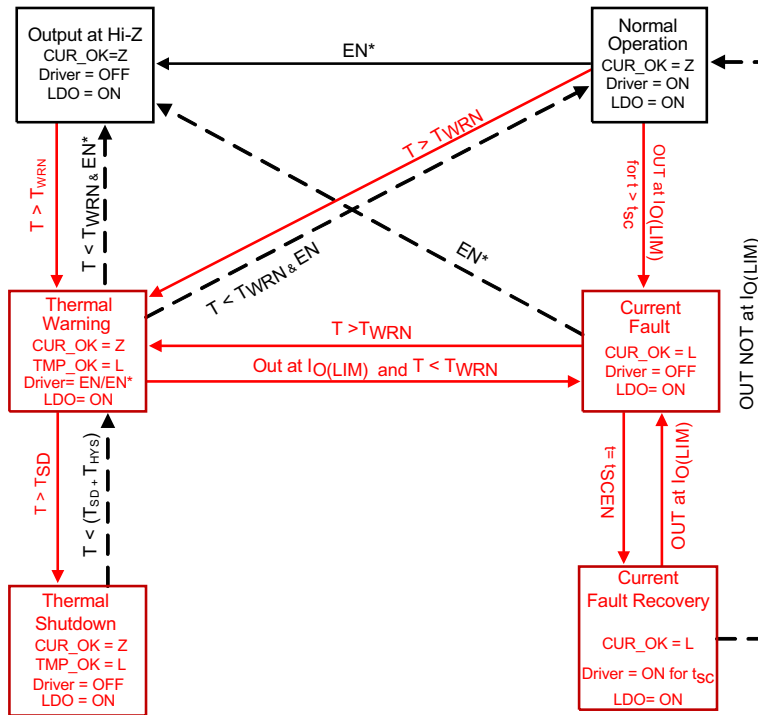 Output at Hi-Z
CUR_OK=Z
Driver = OFF
LDO = ON
EN*
Normal
Operation
CUR_OK = Z
Driver = ON
LDO = ON
T > TWRN
T < TWRN & EN*
T > TWRN
T < TWRN & EN
EN*
OUT at IO(LIM)
for t > tsc
OUT NOT at IO(LIM)
Thermal
Warning
CUR_OK = Z
TMP_OK = L
Driver= EN/EN*
LDO= ON
T >TWRN
Out at IO(LIM) and T < TWRN
Current
Fault
CUR_OK = L
Driver = OFF
LDO = ON
T > TSD
T < (TSD + THYS)
t= tSCEN
OUT at IO(LIM)
Thermal
Shutdown
CUR_OK = Z
TMP_OK = L
Driver = OFF
LDO = ON
Current
Fault Recovery
CUR_OK = L
Driver = ON for tsc
LDO= ON